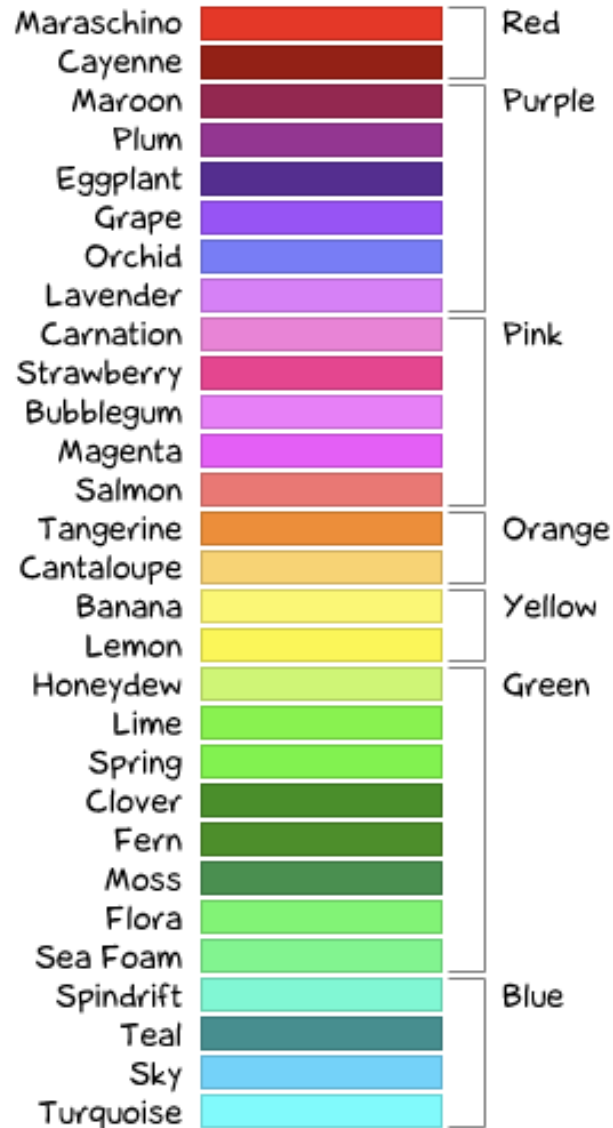 Maraschino Red
Cayenne
Maroon Purple
Plum
Eggplant
Grape
Orchid
Lavender
Carnation Pink
Strawberry
Bubblegum
Magenta
Salmon
Tangerine Orange
Cantaloupe
Banana Yellow
Lemon
Honeydew Green
Lime
Spring
Clover
Fern
Moss
Flora
Sea Foam
Spindrift Blue
Teal
Sky
Turquoise